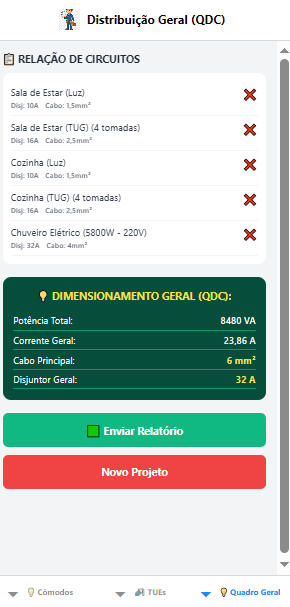 Distribuição Geral (QDC)
RELAÇÃO DE CIRCUITOS
Sala de Estar (Luz)
Disj: 10A Cabo: 1,5mm²
Sala de Estar (TUG) (4 tomadas)
Disj: 16A Cabo: 2,5mm²
Cozinha (Luz)
Disj: 10A Cabo: 1,5mm²
Cozinha (TUG) (4 tomadas)
Disj: 16A Cabo: 2,5mm²
Chuveiro Elétrico (5800W - 220V)
Disj: 32A Cabo: 4mm²
DIMENSIONAMENTO GERAL (QDC):
Potência Total: 8480 VA
Corrente Geral: 23,86 A
Cabo Principal: 6 mm²
Disjuntor Geral: 32 A
Enviar Relatório
Novo Projeto
Cômodos TUEs Quadro Geral